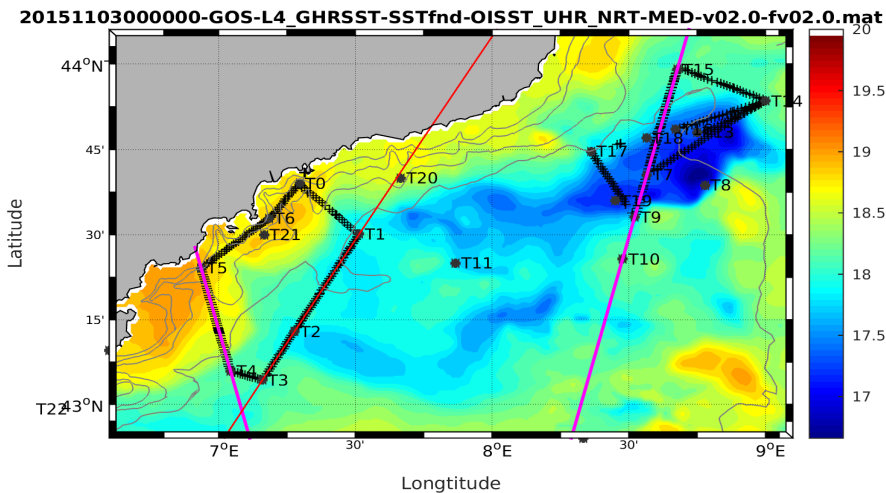 20151103000000-GOS-L4_GHRSST-SSTfnd-OISST_UHR_NRT-MED-v02.0-fv02.0.mat
20
44°N
T15
T14
19.5
T18
45'
T17
T7
19
T0
T20
T8
T6
T9
18.5
30'
T21
T1
T5
T11
T10
18
Latitude
15'
T2
17.5
T4
T3
T22
43°N
17
7°E
30'
8°E
30'
9°E
Longtitude